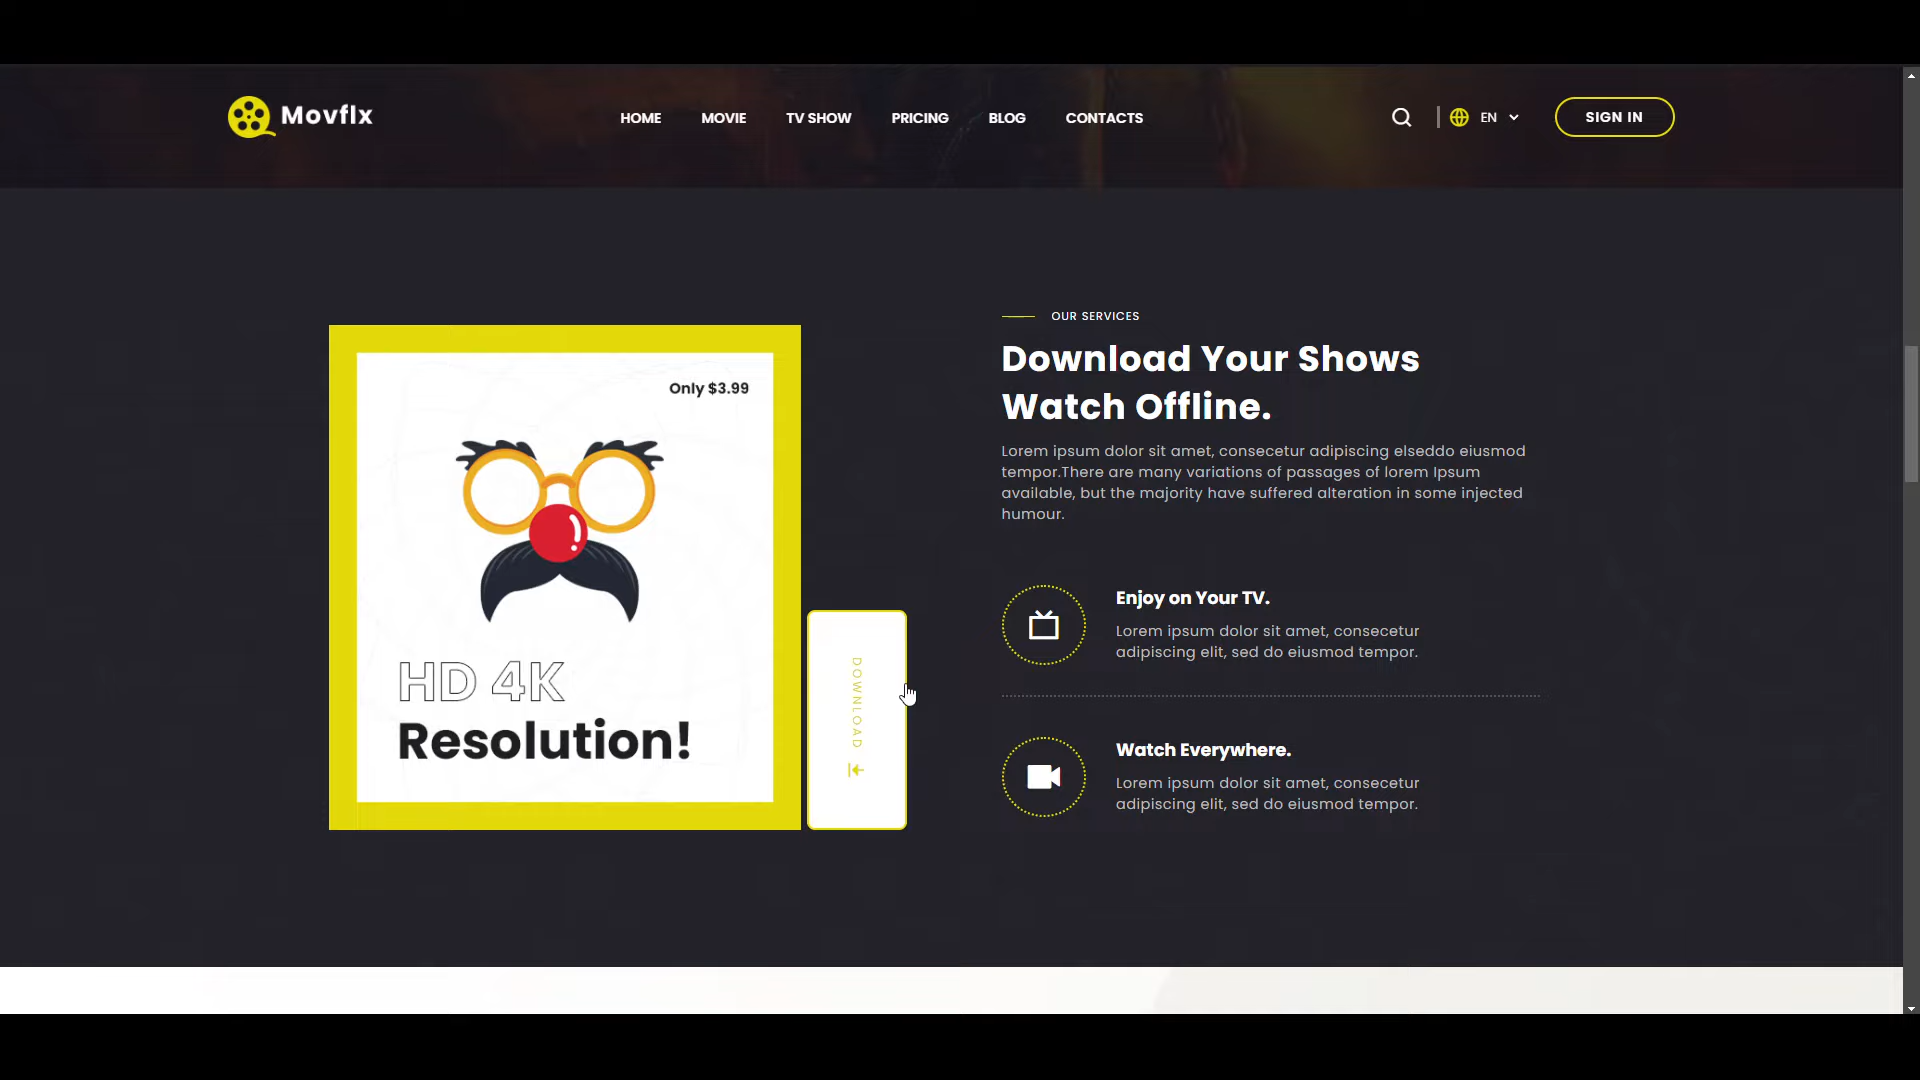 Movflx
HOME MOVIE TV SHOW PRICING BLOG CONTACTS
EN
SIGN IN
Only $3.99
HD 4K
Resolution!
DOWNLOAD
OUR SERVICES
Download Your Shows
Watch Offline.
Lorem ipsum dolor sit amet, consecetur adipiscing elseddo eiusmod
tempor.There are many variations of passages of lorem Ipsum
available, but the majority have suffered alteration in some injected
humour.
Enjoy on Your TV.
Lorem ipsum dolor sit amet, consecetur
adipiscing elit, sed do eiusmod tempor.
Watch Everywhere.
Lorem ipsum dolor sit amet, consecetur
adipiscing elit, sed do eiusmod tempor.